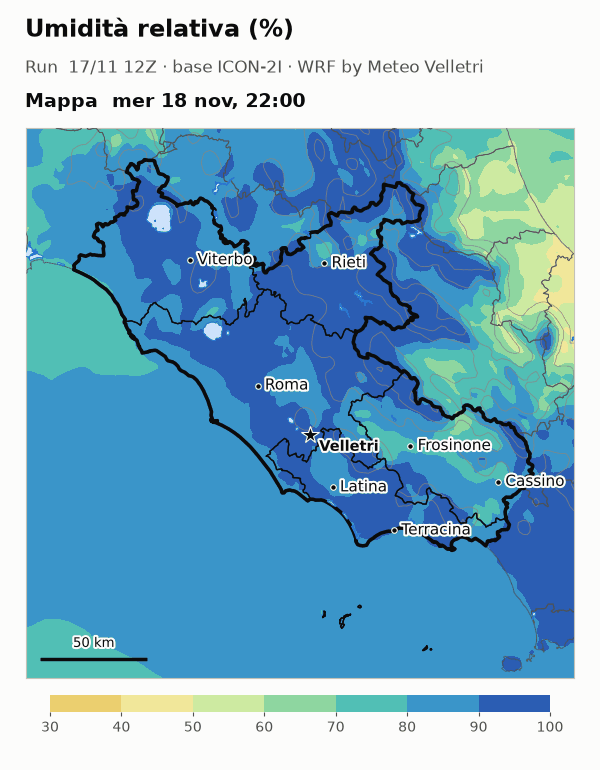 Umidità relativa (%)
Run  17/11 12Z · base ICON-2I · WRF by Meteo Velletri
Mappa  mer 18 nov, 22:00
Viterbo
Rieti
Roma
Velletri
Frosinone
Latina
Cassino
Terracina
50 km
30 40 50 60 70 80 90 100